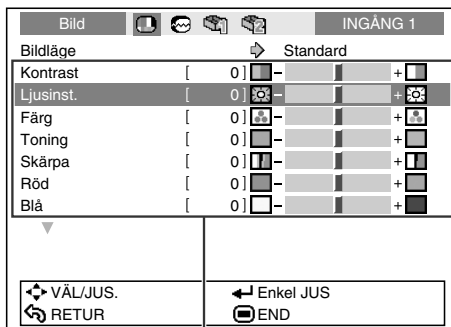 Bild INGÅNG 1
Bildläge Standard
Kontrast [ 0 ] - +
Ljusinst. [ 0 ] - +
Färg [ 0 ] - +
Toning [ 0 ] - +
Skärpa [ 0 ] - +
Röd [ 0 ] - +
Blå [ 0 ] - +
VÄL/JUS. Enkel JUS
RETUR END